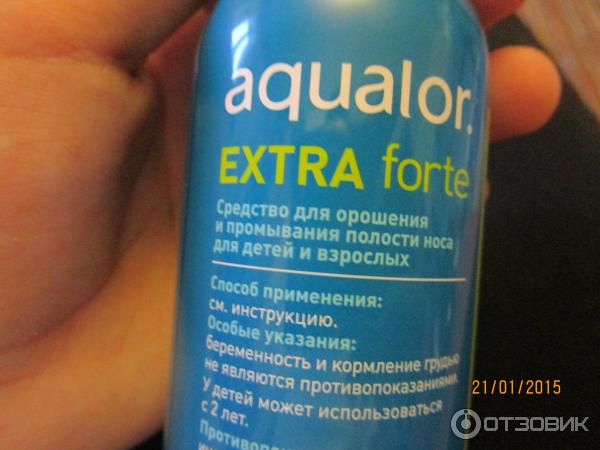 aqualor.
EXTRA forte
Средство для орошения
и промывания полости носа
для детей и взрослых
Способ применения:
см. инструкцию.
Особые указания:
беременность и кормление грудью
не являются противопоказаниями.
У детей может использоваться
с 2 лет.
21/01/2015
ОТЗОВИК